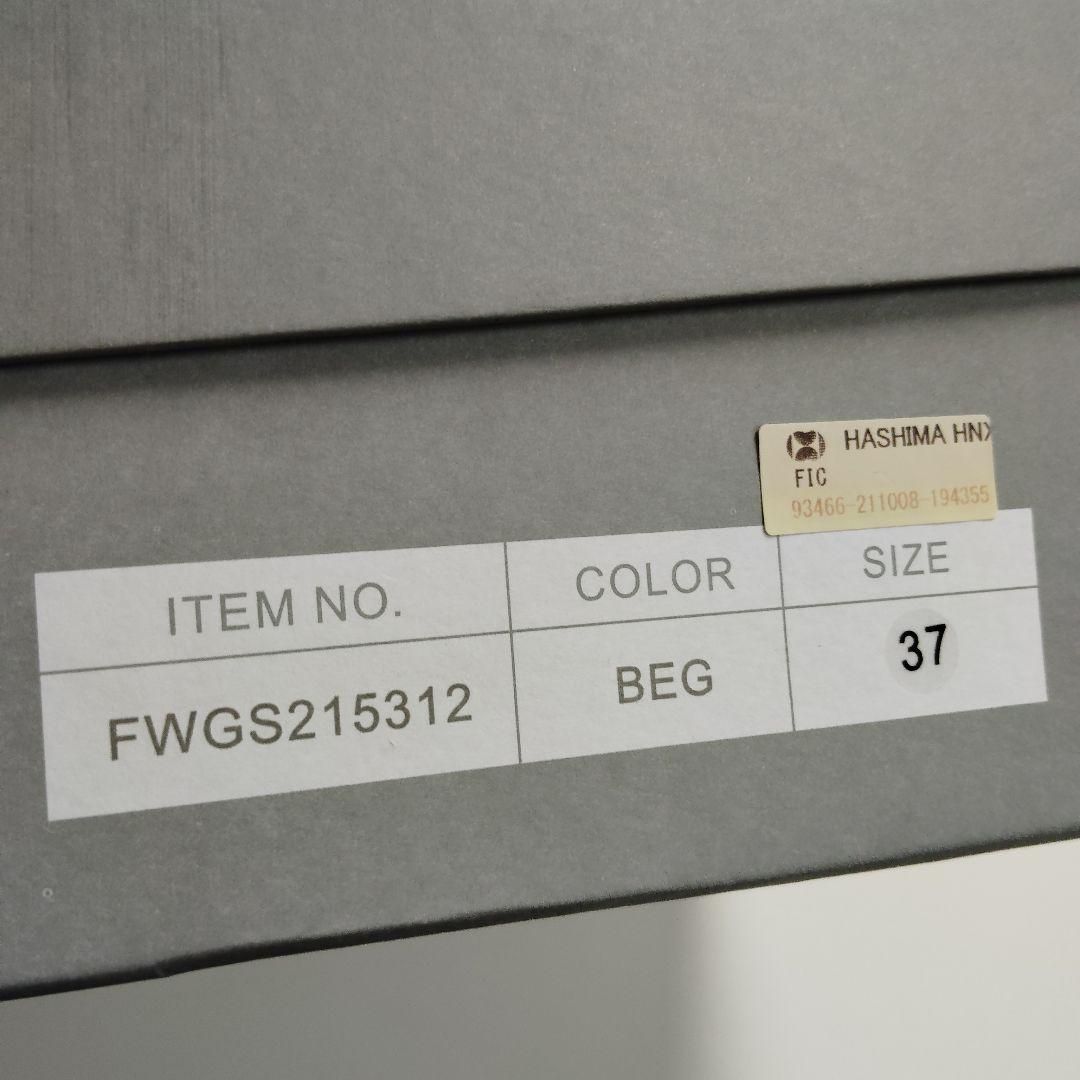 HASHIMA HNX
FIC
93466-211008-194355
ITEM NO. COLOR SIZE
FWGS215312 BEG 37